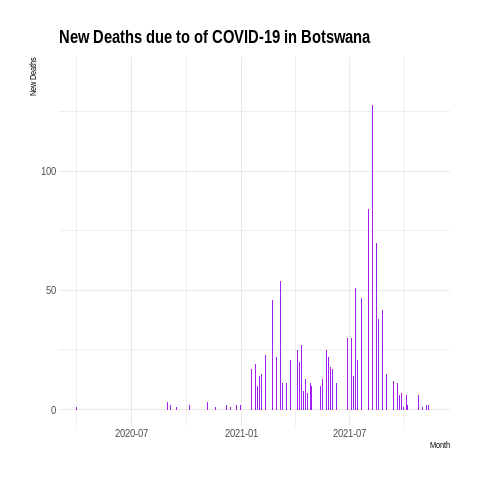 New Deaths due to of COVID-19 in Botswana
New Deaths
100
50
0
2020-07
2021-01
2021-07
Month